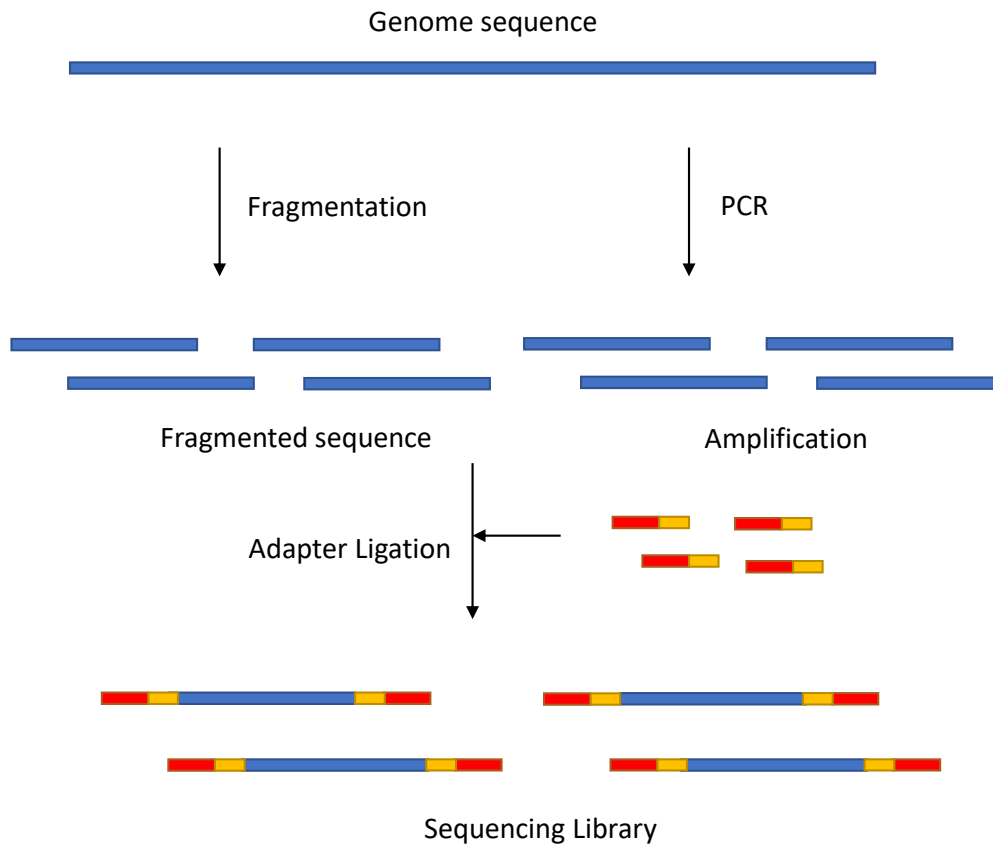 Genome sequence
Fragmentation
PCR
Fragmented sequence
Amplification
Adapter Ligation
Sequencing Library